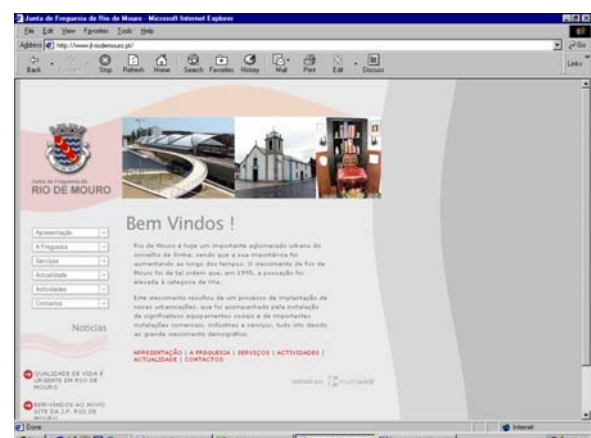 Junta de Freguesia de Rio de Mouro - Microsoft Internet Explorer
File Edit View Favorites Tools Help
Address http://www.jf-riodemouro.pt/ Go
Back Stop Refresh Home Search Favorites History Mail Print Edit Discuss Links
Junta de Freguesia de
RIO DE MOURO
Bem Vindos !
Apresentação
A Freguesia
Serviços
Actualidade
Actividades
Contactos
Rio de Mouro é hoje um importante aglomerado urbano do
concelho de Sintra, sendo que a sua importância foi
aumentando ao longo dos tempos. O crescimento de Rio de
Mouro foi de tal ordem que, em 1995, a povoação foi
elevada à categoria de Vila.
Este crescimento resultou de um processo de implantação de
novas urbanizações, que foi acompanhado pela instalação
de significativos equipamentos sociais e de importantes
instalações comerciais, indústrias e serviços, tudo isto devido
ao grande crescimento demográfico.
APRESENTAÇÃO | A FREGUESIA | SERVIÇOS | ACTIVIDADES |
ACTUALIDADE | CONTACTOS
Notícias
QUALIDADE DE VIDA É
URGENTE EM RIO DE
MOURO
BEM-VINDOS AO NOVO
SITE DA J.F. RIO DE
MOURO
Done Internet